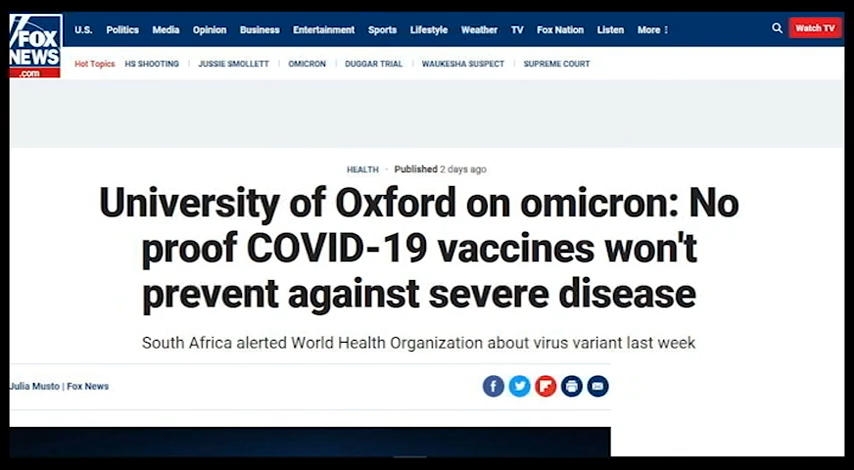 FOX
NEWS
.com
U.S. Politics Media Opinion Business Entertainment Sports Lifestyle Weather TV Fox Nation Listen More Watch TV
Hot Topics HS SHOOTING JUSSIE SMOLLETT OMICRON DUGGAR TRIAL WAUKESHA SUSPECT SUPREME COURT
HEALTH · Published 2 days ago
University of Oxford on omicron: No
proof COVID-19 vaccines won't
prevent against severe disease
South Africa alerted World Health Organization about virus variant last week
Julia Musto | Fox News